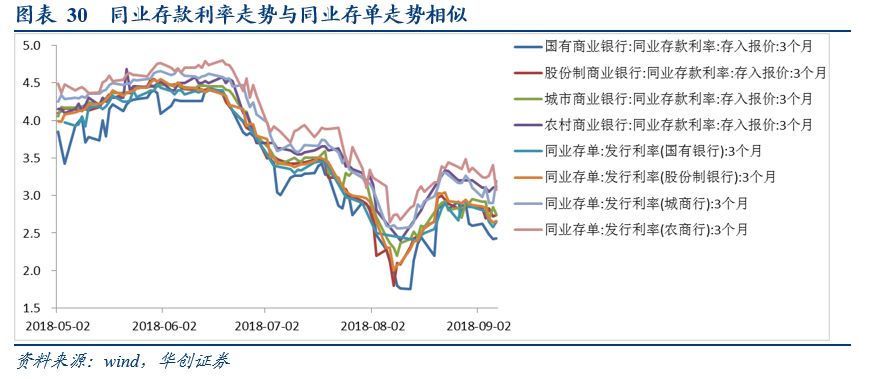 图表 30 同业存款利率走势与同业存单走势相似
5.0
4.5
4.0
3.5
3.0
2.5
2.0
1.5
2018-05-02
2018-06-02
2018-07-02
2018-08-02
2018-09-02
国有商业银行:同业存款利率:存入报价:3个月
股份制商业银行:同业存款利率:存入报价:3个月
城市商业银行:同业存款利率:存入报价:3个月
农村商业银行:同业存款利率:存入报价:3个月
同业存单:发行利率(国有银行):3个月
同业存单:发行利率(股份制银行):3个月
同业存单:发行利率(城商行):3个月
同业存单:发行利率(农商行):3个月
资料来源：wind，华创证券